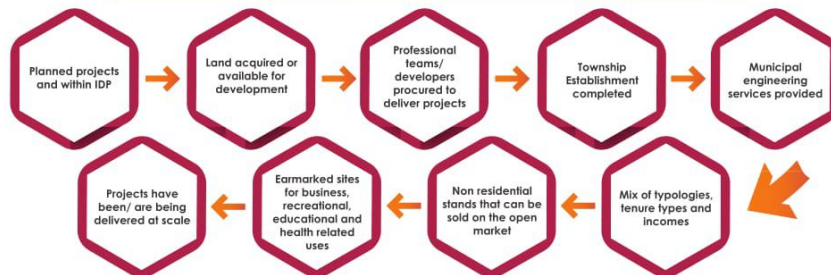 Planned projects
and within IDP
Land acquired or
available for
development
Professional
teams/
developers
procured to
deliver projects
Township
Establishment
completed
Municipal
engineering
services provided
Mix of typologies,
tenure types and
incomes
Non residential
stands that can be
sold on the open
market
Earmarked sites
for business,
recreational,
educational and
health related
uses
Projects have
been/ are being
delivered at scale